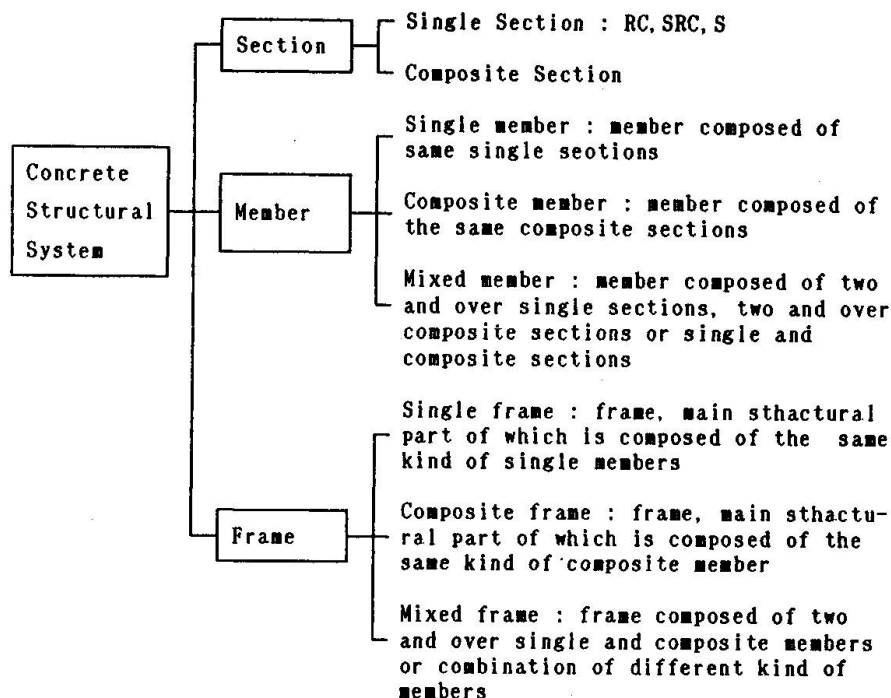 Concrete
Structural
System
Section
Single Section : RC, SRC, S
Composite Section
Member
Single member : member composed of
same single seotions
Composite member : member composed of
the same composite sections
Mixed member : member composed of two
and over single sections, two and over
composite sections or single and
composite sections
Frame
Single frame : frame, main sthactural
part of which is composed of the same
kind of single members
Composite frame : frame, main sthactu-
ral part of which is composed of the
same kind of composite member
Mixed frame : frame composed of two
and over single and composite members
or combination of different kind of
members